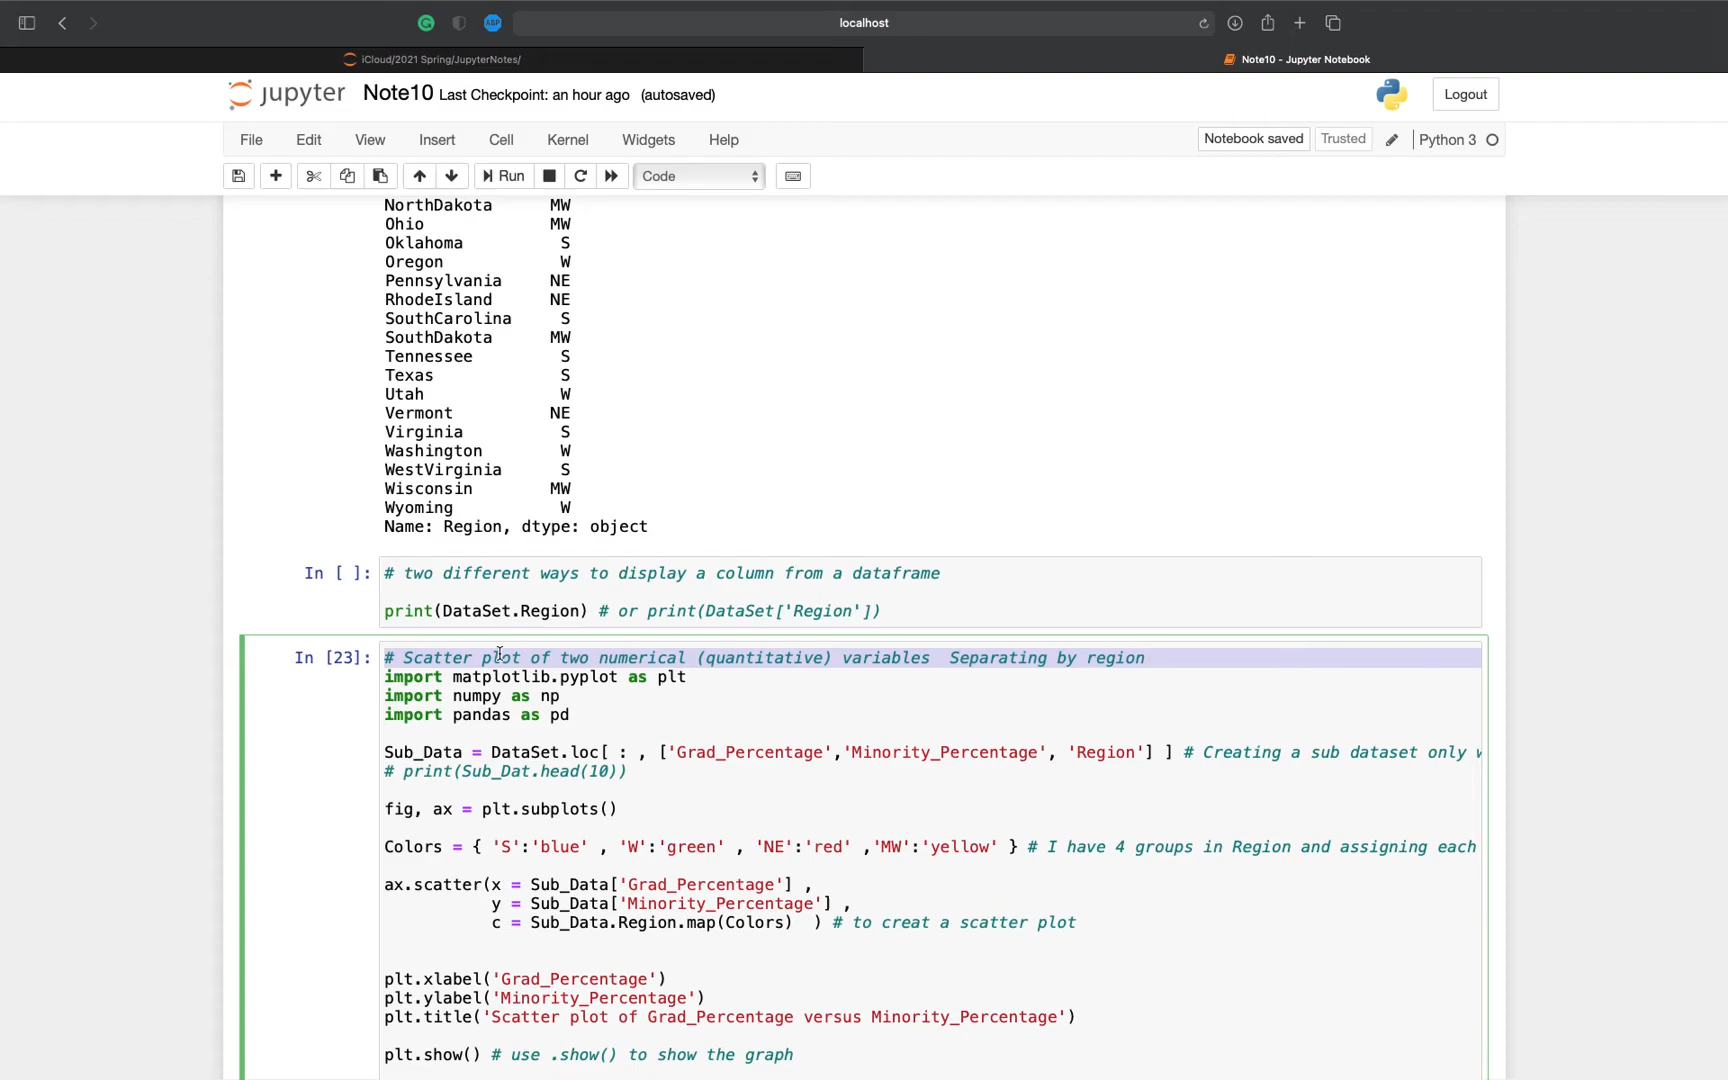 localhost
iCloud/2021 Spring/JupyterNotes/
Note10 - Jupyter Notebook
jupyter Note10 Last Checkpoint: an hour ago (autosaved)
Logout
File Edit View Insert Cell Kernel Widgets Help
Notebook saved Trusted Python 3
Run Code
NorthDakota MW
Ohio MW
Oklahoma S
Oregon W
Pennsylvania NE
RhodeIsland NE
SouthCarolina S
SouthDakota MW
Tennessee S
Texas S
Utah W
Vermont NE
Virginia S
Washington W
WestVirginia S
Wisconsin MW
Wyoming W
Name: Region, dtype: object
In [ ]: # two different ways to display a column from a dataframe
print(DataSet.Region) # or print(DataSet['Region'])
In [23]: # Scatter plot of two numerical (quantitative) variables  Separating by region
import matplotlib.pyplot as plt
import numpy as np
import pandas as pd
Sub_Data = DataSet.loc[ : , ['Grad_Percentage','Minority_Percentage', 'Region'] ] # Creating a sub dataset only
# print(Sub_Dat.head(10))
fig, ax = plt.subplots()
Colors = { 'S':'blue' , 'W':'green' , 'NE':'red' ,'MW':'yellow' } # I have 4 groups in Region and assigning each
ax.scatter(x = Sub_Data['Grad_Percentage'] ,
y = Sub_Data['Minority_Percentage'] ,
c = Sub_Data.Region.map(Colors)  ) # to creat a scatter plot
plt.xlabel('Grad_Percentage')
plt.ylabel('Minority_Percentage')
plt.title('Scatter plot of Grad_Percentage versus Minority_Percentage')
plt.show() # use .show() to show the graph